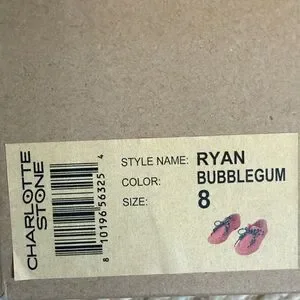 CHARLOTTE
STONE
8 10196 56325 4
STYLE NAME: RYAN
COLOR: BUBBLEGUM
SIZE: 8